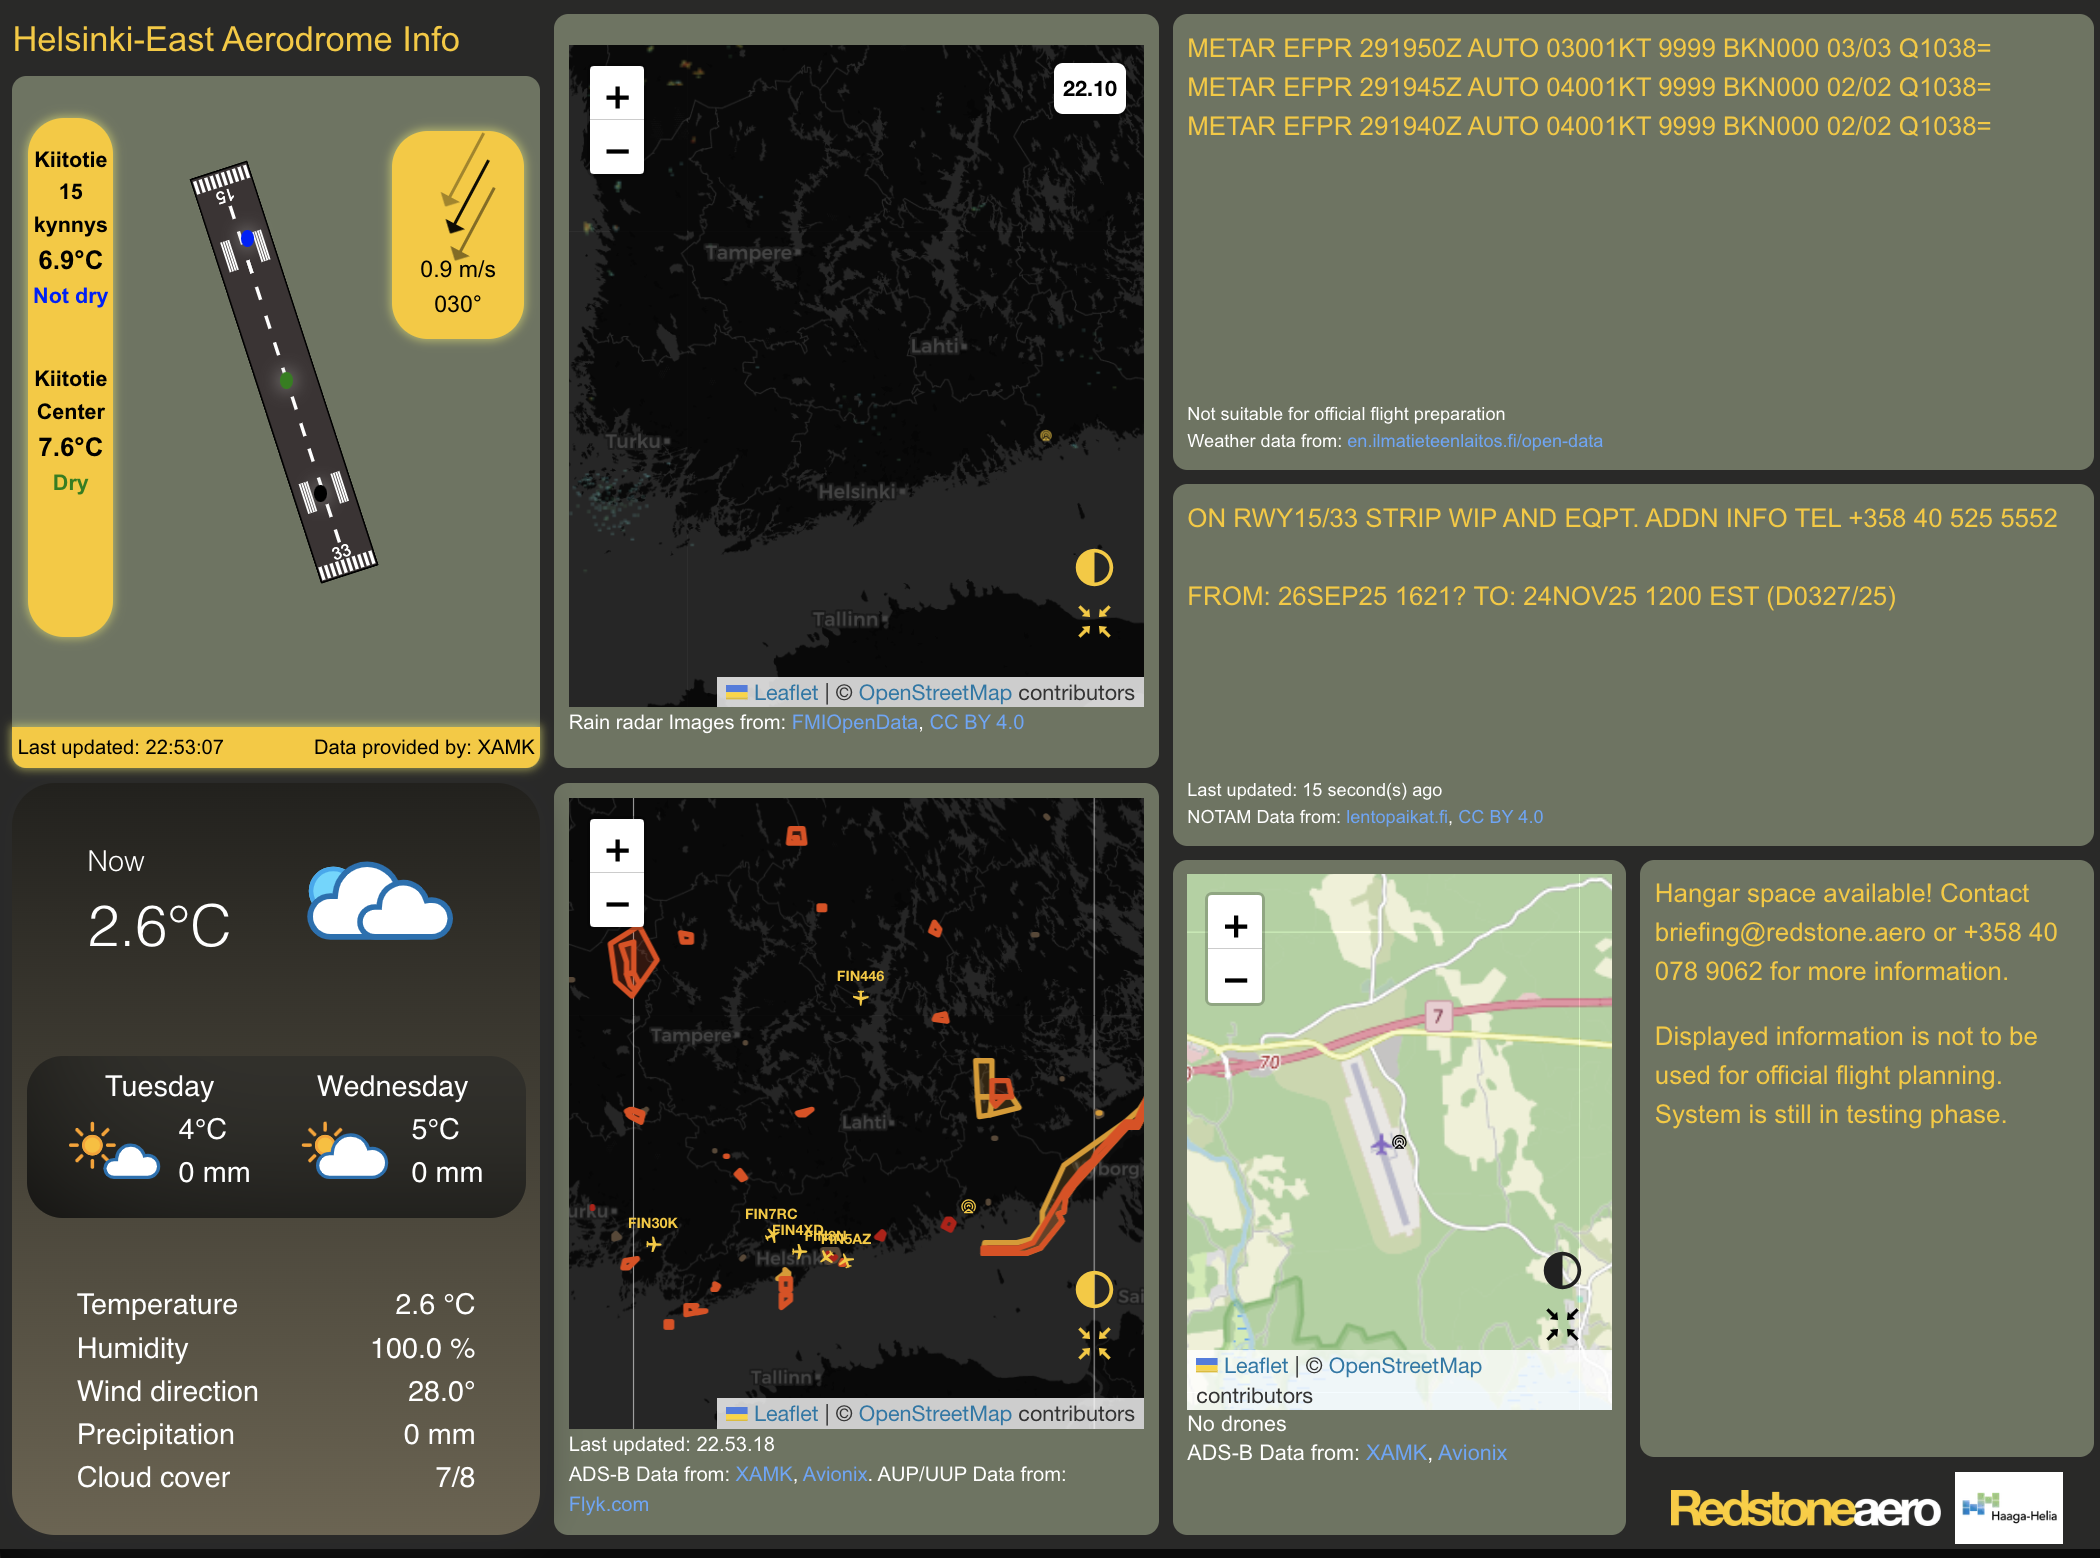 Helsinki-East Aerodrome Info
Kiitotie
15
kynnys
6.9°C
Not dry
Kiitotie
Center
7.6°C
Dry
15
33
0.9 m/s
030°
Last updated: 22:53:07
Data provided by: XAMK
Now
2.6°C
Tuesday
4°C
0 mm
Wednesday
5°C
0 mm
Temperature 2.6 °C
Humidity 100.0 %
Wind direction 28.0°
Precipitation 0 mm
Cloud cover 7/8
+
−
22.10
Tampere
Lahti
Turku
Helsinki
Tallinn
Leaflet | © OpenStreetMap contributors
Rain radar Images from: FMIOpenData, CC BY 4.0
+
−
FIN446
Tampere
Lahti
borg
urku
FIN30K
FIN7RC
FIN4XD
FIN5AZ
Helsinki
Sai
Tallinn
Leaflet | © OpenStreetMap contributors
Last updated: 22.53.18
ADS-B Data from: XAMK, Avionix. AUP/UUP Data from:
Flyk.com
METAR EFPR 291950Z AUTO 03001KT 9999 BKN000 03/03 Q1038=
METAR EFPR 291945Z AUTO 04001KT 9999 BKN000 02/02 Q1038=
METAR EFPR 291940Z AUTO 04001KT 9999 BKN000 02/02 Q1038=
Not suitable for official flight preparation
Weather data from: en.ilmatieteenlaitos.fi/open-data
ON RWY15/33 STRIP WIP AND EQPT. ADDN INFO TEL +358 40 525 5552
FROM: 26SEP25 1621? TO: 24NOV25 1200 EST (D0327/25)
Last updated: 15 second(s) ago
NOTAM Data from: lentopaikat.fi, CC BY 4.0
+
−
7
70
Leaflet | © OpenStreetMap
contributors
No drones
ADS-B Data from: XAMK, Avionix
Hangar space available! Contact
briefing@redstone.aero or +358 40
078 9062 for more information.
Displayed information is not to be
used for official flight planning.
System is still in testing phase.
Redstoneaero
Haaga-Helia